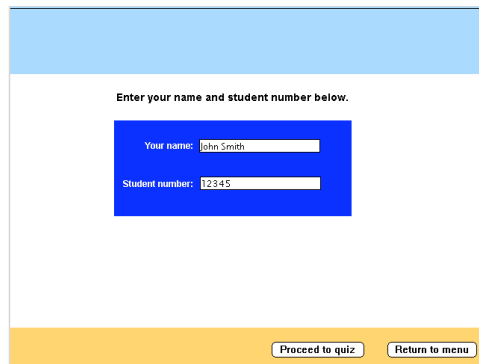 Enter your name and student number below.
Your name: John Smith
Student number: 12345
Proceed to quiz Return to menu